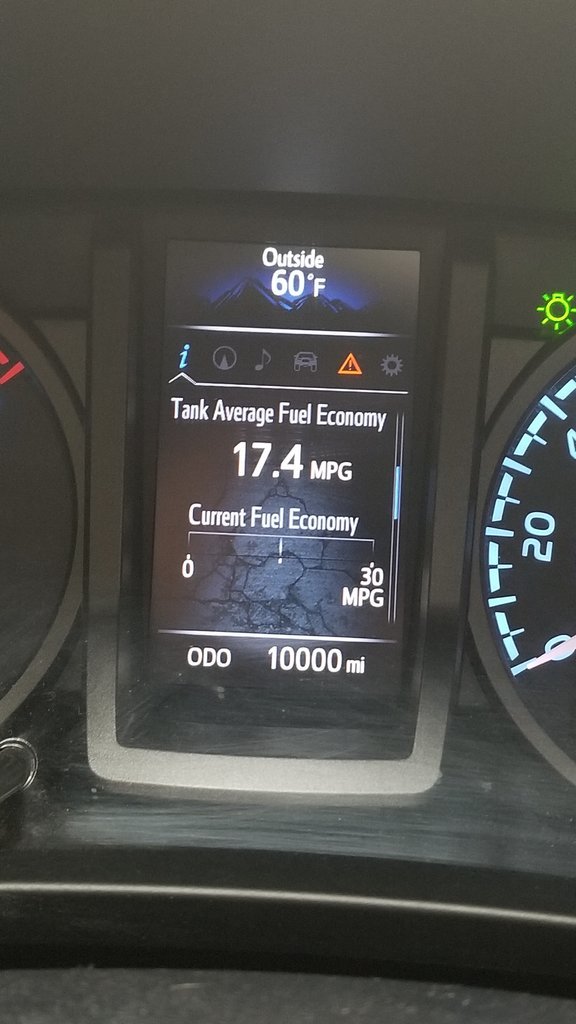 Outside
60°F
i
Tank Average Fuel Economy
17.4 MPG
Current Fuel Economy
0 30
MPG
ODO 10000 mi
20
0